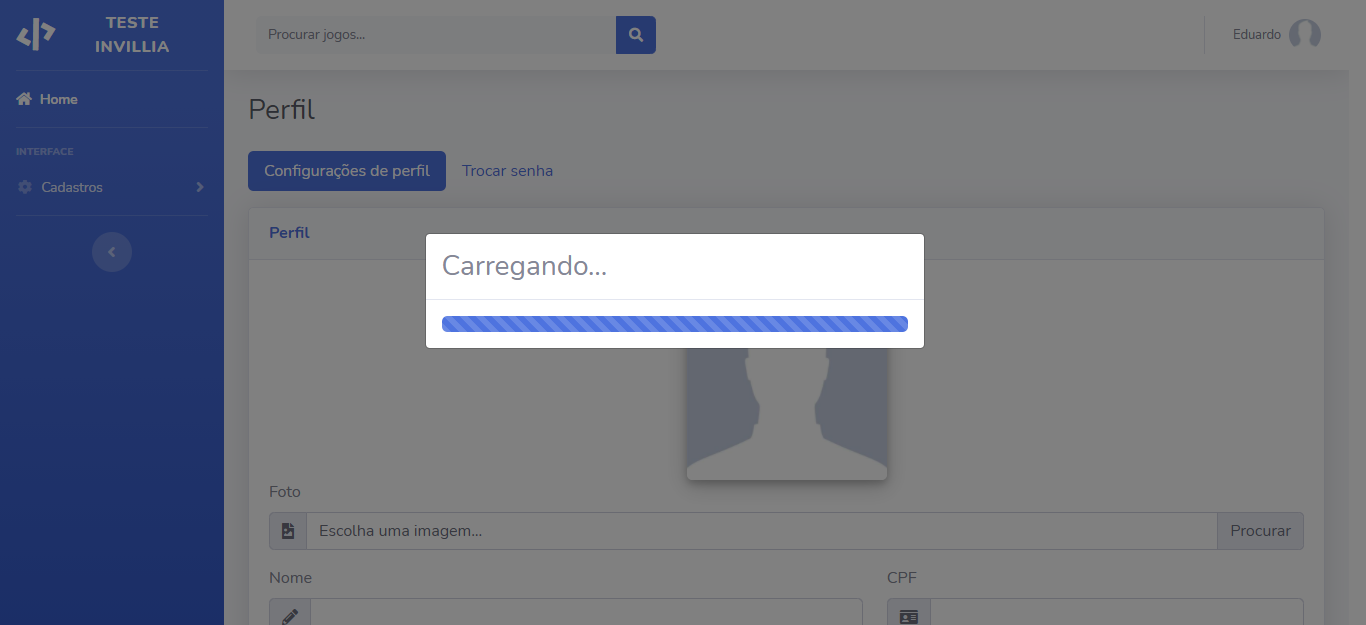 TESTE
INVILLIA
Procurar jogos...
Eduardo
Home
INTERFACE
Cadastros
Perfil
Configurações de perfil
Trocar senha
Perfil
Carregando...
Foto
Escolha uma imagem...
Procurar
Nome
CPF